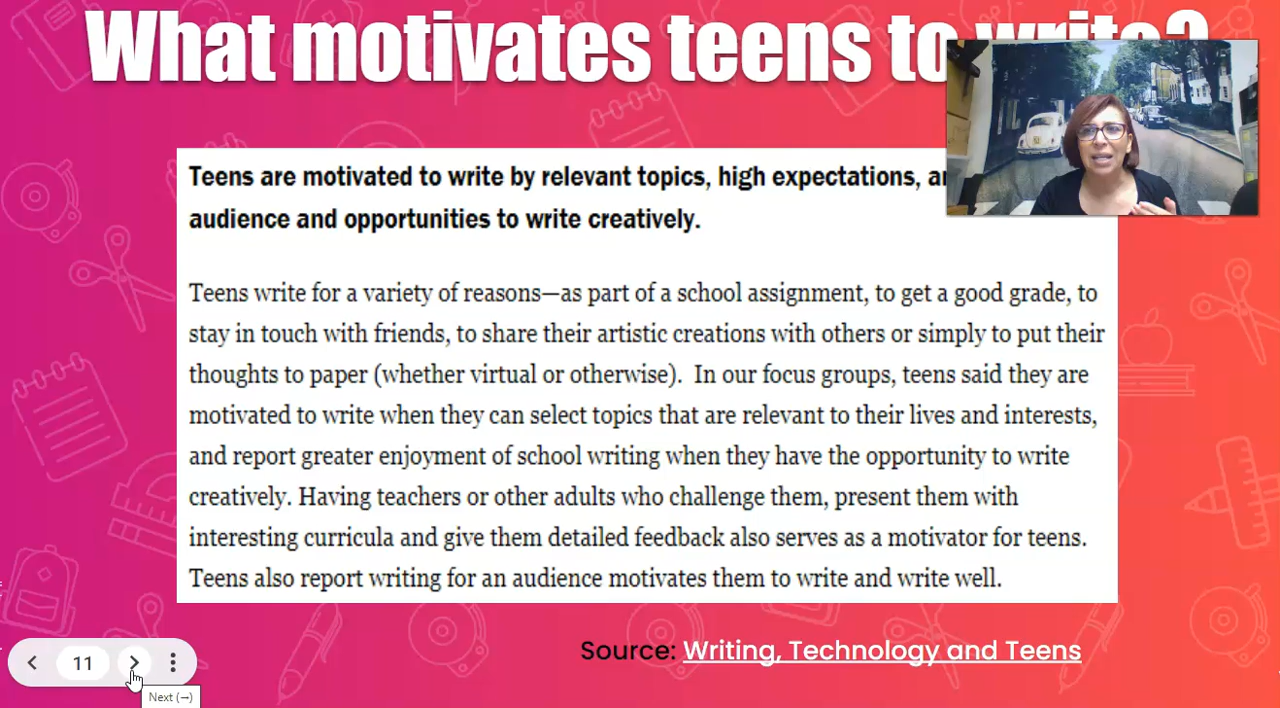 What motivates teens to write?
Teens are motivated to write by relevant topics, high expectations,
audience and opportunities to write creatively.
Teens write for a variety of reasons—as part of a school assignment, to get a good grade, to
stay in touch with friends, to share their artistic creations with others or simply to put their
thoughts to paper (whether virtual or otherwise).  In our focus groups, teens said they are
motivated to write when they can select topics that are relevant to their lives and interests,
and report greater enjoyment of school writing when they have the opportunity to write
creatively. Having teachers or other adults who challenge them, present them with
interesting curricula and give them detailed feedback also serves as a motivator for teens.
Teens also report writing for an audience motivates them to write and write well.
Source: Writing, Technology and Teens
11
Next (→)